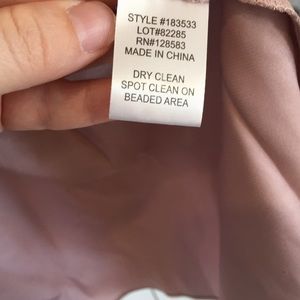 STYLE #183533
LOT#82285
RN#128583
MADE IN CHINA
DRY CLEAN
SPOT CLEAN ON
BEADED AREA